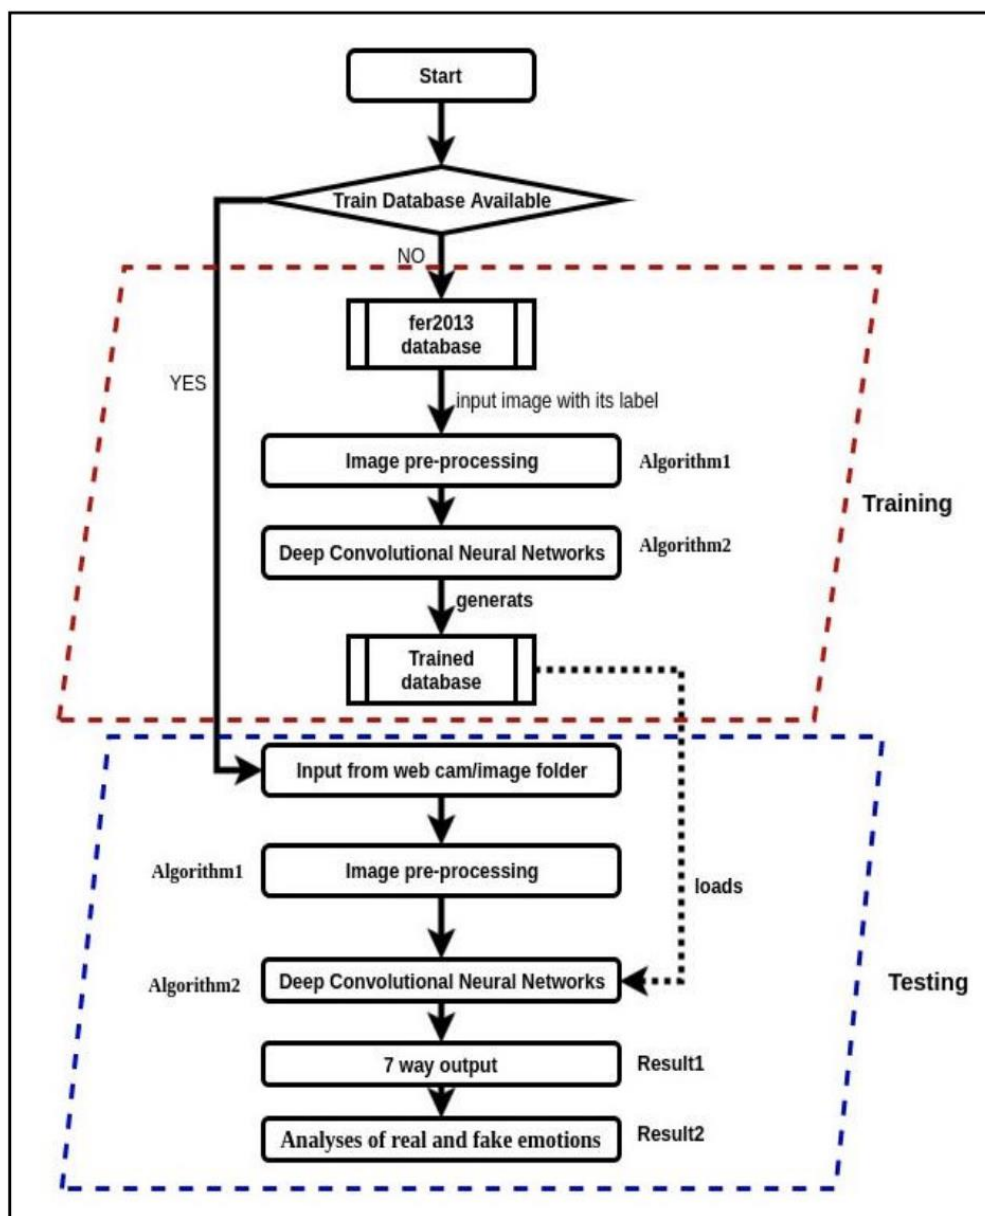 Start
Train Database Available
NO
fer2013
database
YES
input image with its label
Image pre-processing
Algorithm1
Training
Deep Convolutional Neural Networks
Algorithm2
generats
Trained
database
Input from web cam/image folder
Algorithm1
Image pre-processing
loads
Algorithm2
Deep Convolutional Neural Networks
Testing
7 way output
Result1
Analyses of real and fake emotions
Result2